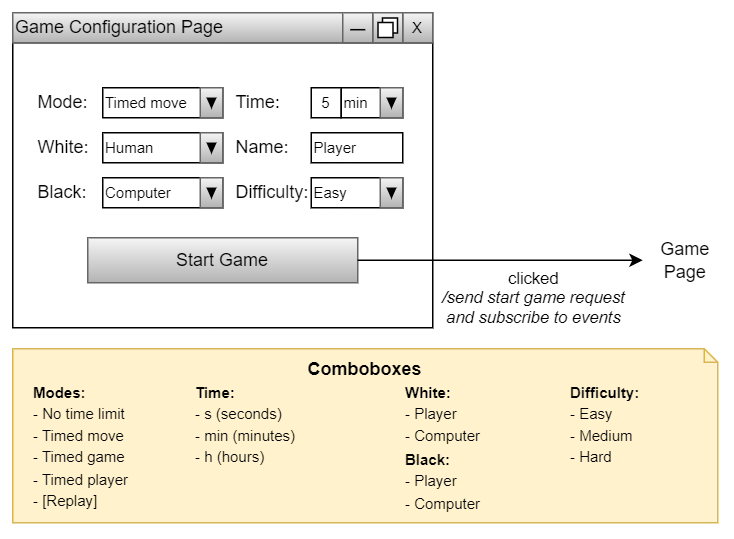 Game Configuration Page X
Mode: Timed move Time: 5 min
White: Human Name: Player
Black: Computer Difficulty: Easy
Start Game
clicked
/send start game request
and subscribe to events
Game
Page
Comboboxes
Modes:
- No time limit
- Timed move
- Timed game
- Timed player
- [Replay]
Time:
- s (seconds)
- min (minutes)
- h (hours)
White:
- Player
- Computer
Black:
- Player
- Computer
Difficulty:
- Easy
- Medium
- Hard